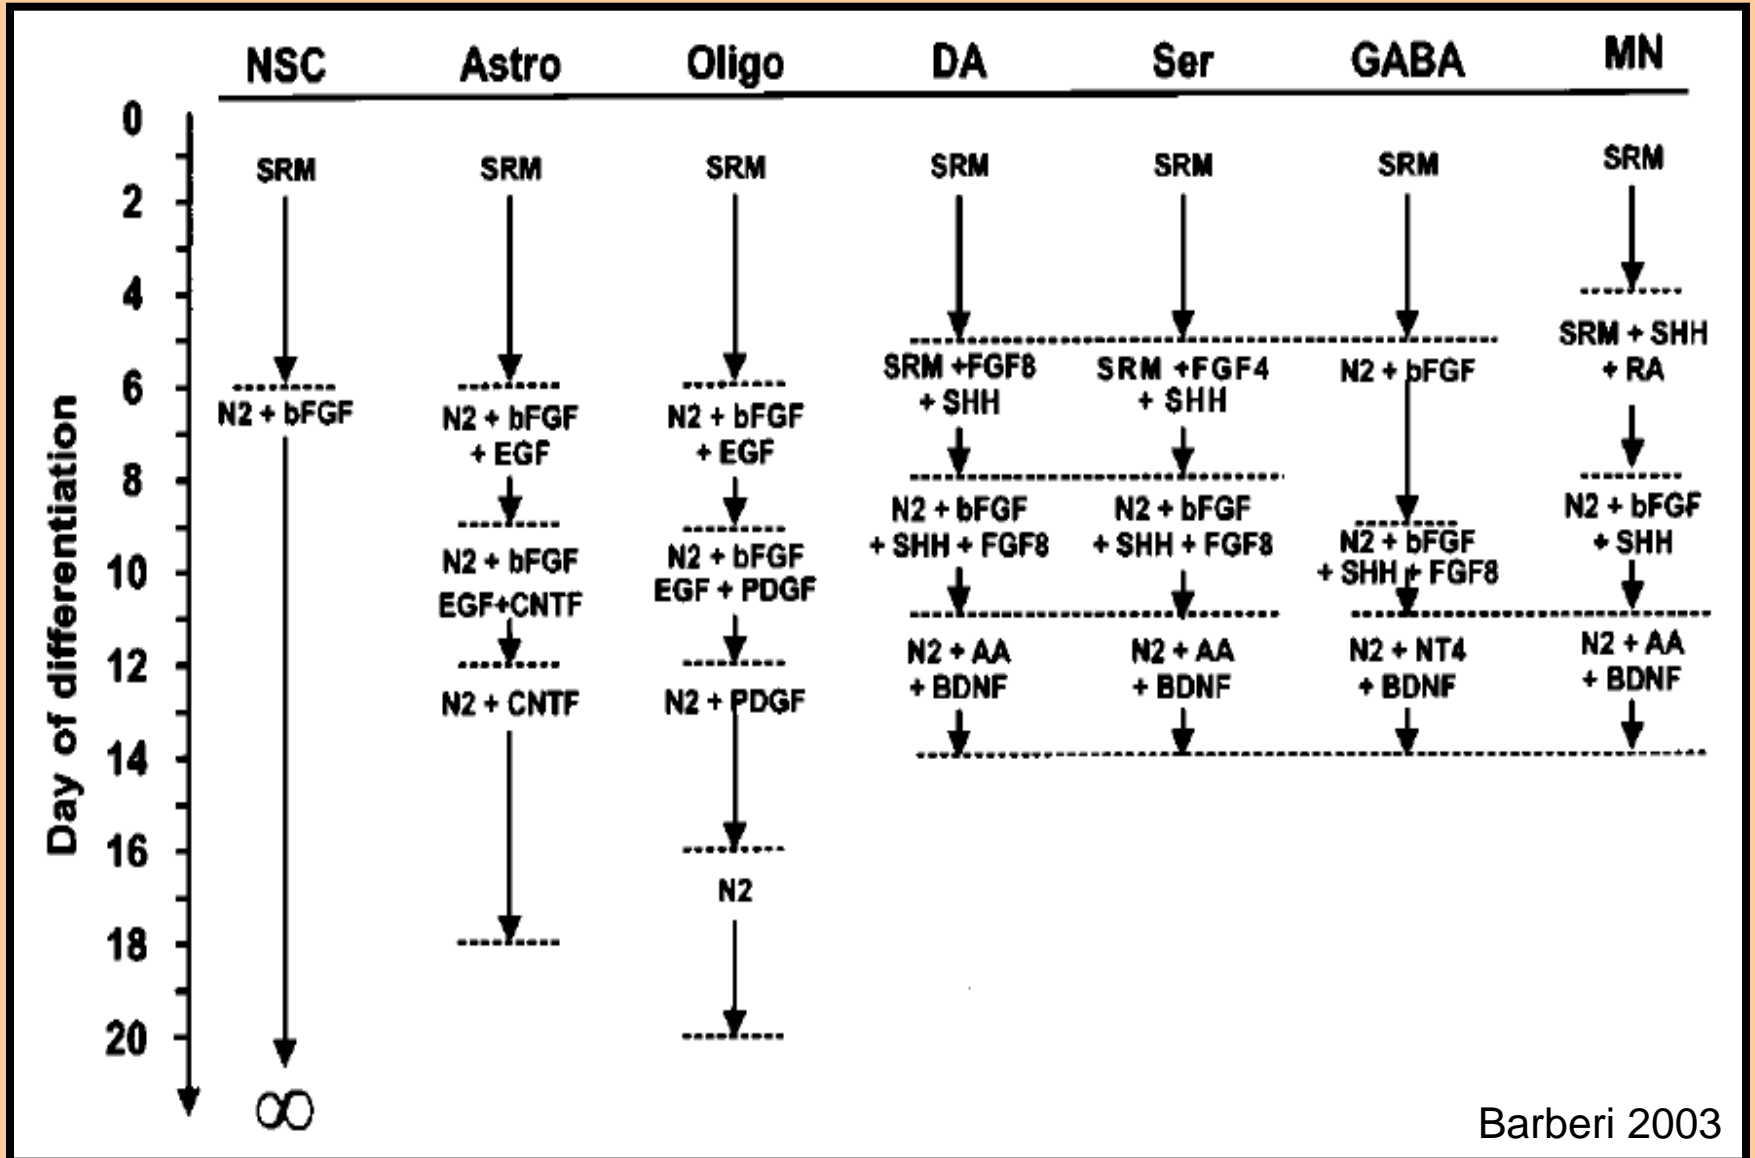 NSC Astro Oligo DA Ser GABA MN
Day of differentiation
0
2
4
6
8
10
12
14
16
18
20
SRM
N2 + bFGF
∞
SRM
N2 + bFGF
+ EGF
N2 + bFGF
EGF+CNTF
N2 + CNTF
SRM
N2 + bFGF
+ EGF
N2 + bFGF
EGF + PDGF
N2 + PDGF
N2
SRM
SRM +FGF8
+ SHH
N2 + bFGF
+ SHH + FGF8
N2 + AA
+ BDNF
SRM
SRM +FGF4
+ SHH
N2 + bFGF
+ SHH + FGF8
N2 + AA
+ BDNF
SRM
N2 + bFGF
N2 + bFGF
+ SHH + FGF8
N2 + NT4
+ BDNF
SRM
SRM + SHH
+ RA
N2 + bFGF
+ SHH
N2 + AA
+ BDNF
Barberi 2003